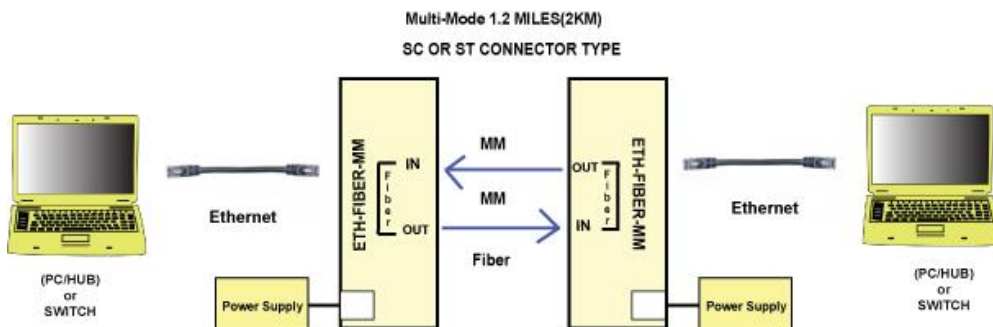 Multi-Mode 1.2 MILES(2KM)
SC OR ST CONNECTOR TYPE
Ethernet
(PC/HUB)
or
SWITCH
Power Supply
ETH-FIBER-MM
Fiber
IN
OUT
MM
MM
Fiber
OUT
IN
Fiber
ETH-FIBER-MM
Power Supply
Ethernet
(PC/HUB)
or
SWITCH